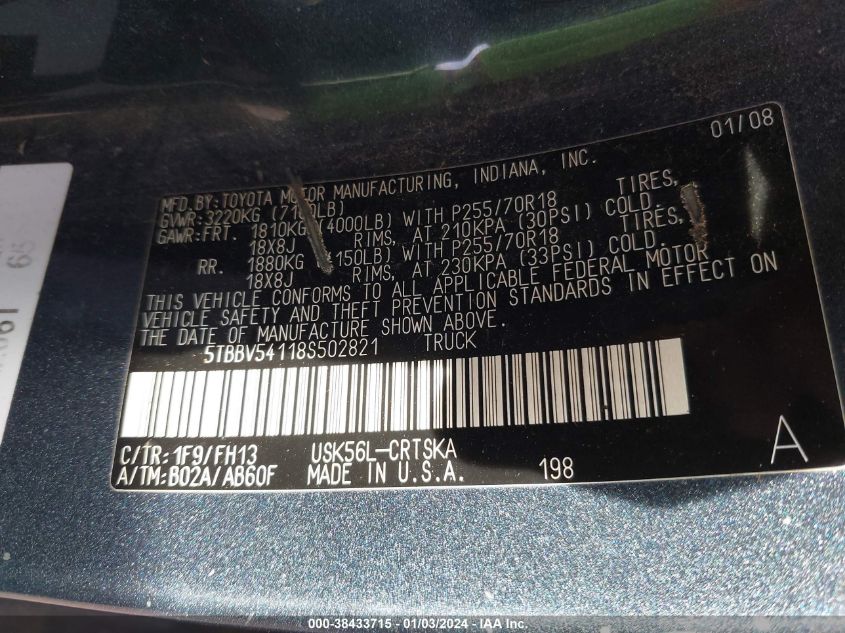 01/08
MFD. BY: TOYOTA MOTOR MANUFACTURING, INDIANA, INC.
GVWR: 3220KG LB)
GAWR: FRT. 1810KG (4000LB) WITH P255/70R18 TIRES,
18X8J RIMS, AT 210KPA (30PSI) COLD.
RR. 1880KG 150LB) WITH P255/70R18 TIRES,
18X8J RIMS, AT 230KPA (33PSI) COLD.
THIS VEHICLE CONFORMS TO ALL APPLICABLE FEDERAL MOTOR
VEHICLE SAFETY AND THEFT PREVENTION STANDARDS IN EFFECT ON
THE DATE OF MANUFACTURE SHOWN ABOVE.
5TBBV54118S502821 TRUCK
C/TR: 1F9/FH13 USK56L-CRTSKA A
A/TM: B02A/AB60F MADE IN U.S.A. 198
000-38433715 - 01/03/2024 - IAA Inc.